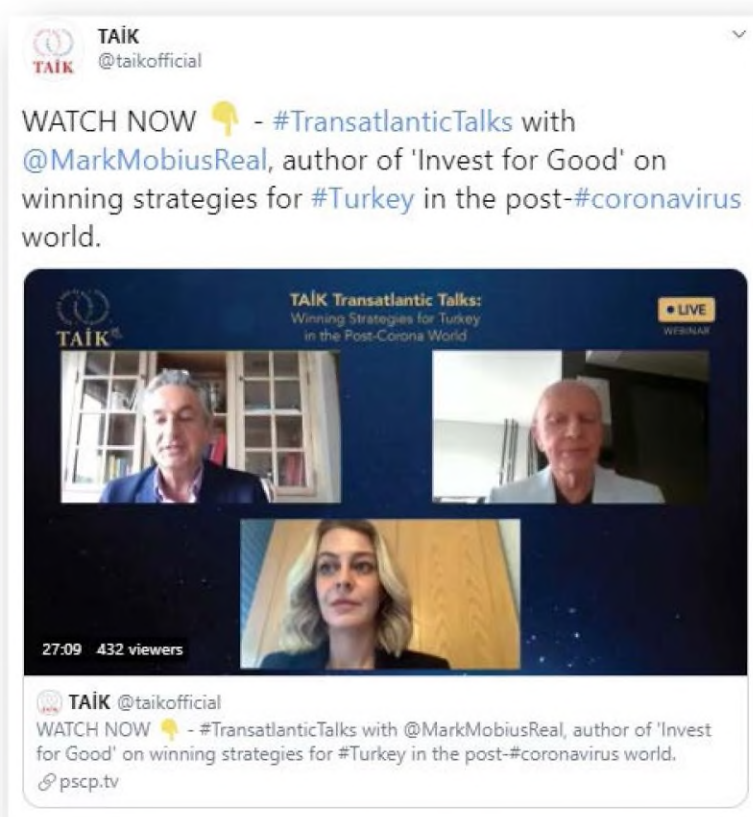 TAİK
TAİK
@taikofficial
WATCH NOW 👇 - #TransatlanticTalks with
@MarkMobiusReal, author of 'Invest for Good' on
winning strategies for #Turkey in the post-#coronavirus
world.
TAİK
TAİK Transatlantic Talks:
Winning Strategies for Turkey
in the Post-Corona World
LIVE
WEBINAR
27:09 432 viewers
TAİK @taikofficial
WATCH NOW 👇 - #TransatlanticTalks with @MarkMobiusReal, author of 'Invest
for Good' on winning strategies for #Turkey in the post-#coronavirus world.
pscp.tv